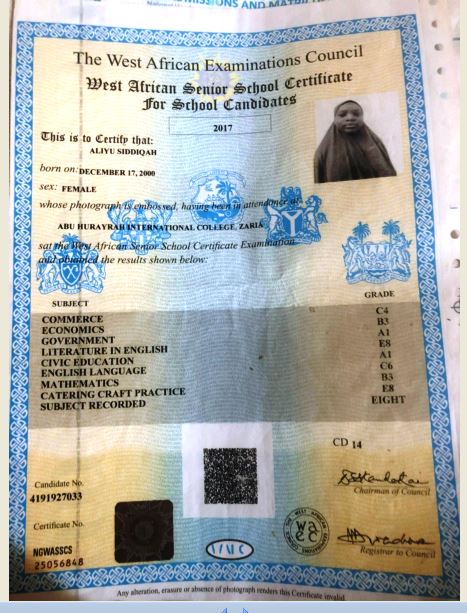 The West African Examinations Council
West African Senior School Certificate
For School Candidates
2017
This is to Certify that:
ALIYU SIDDIQAH
born on: DECEMBER 17, 2000
sex: FEMALE
whose photograph is embossed, having been in attendance at
ABU HURAYRAH INTERNATIONAL COLLEGE, ZARIA
sat the West African Senior School Certificate Examination
and obtained the results shown below:
SUBJECT GRADE
COMMERCE C4
ECONOMICS B3
GOVERNMENT A1
LITERATURE IN ENGLISH E8
CIVIC EDUCATION A1
ENGLISH LANGUAGE C6
MATHEMATICS B3
CATERING CRAFT PRACTICE E8
SUBJECT RECORDED EIGHT
CD 14
Chairman of Council
Candidate No.
4191927033
Certificate No.
NGWASSCS
25056848
Registrar to Council
Any alteration, erasure or absence of photograph renders this Certificate invalid